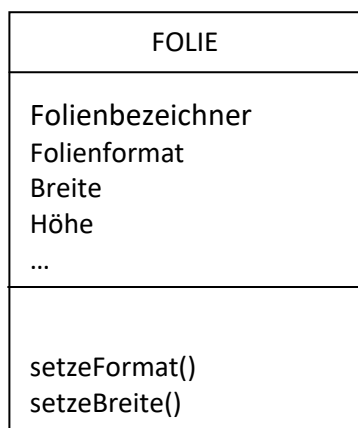 FOLIE
Folienbezeichner
Folienformat
Breite
Höhe
…
setzeFormat()
setzeBreite()